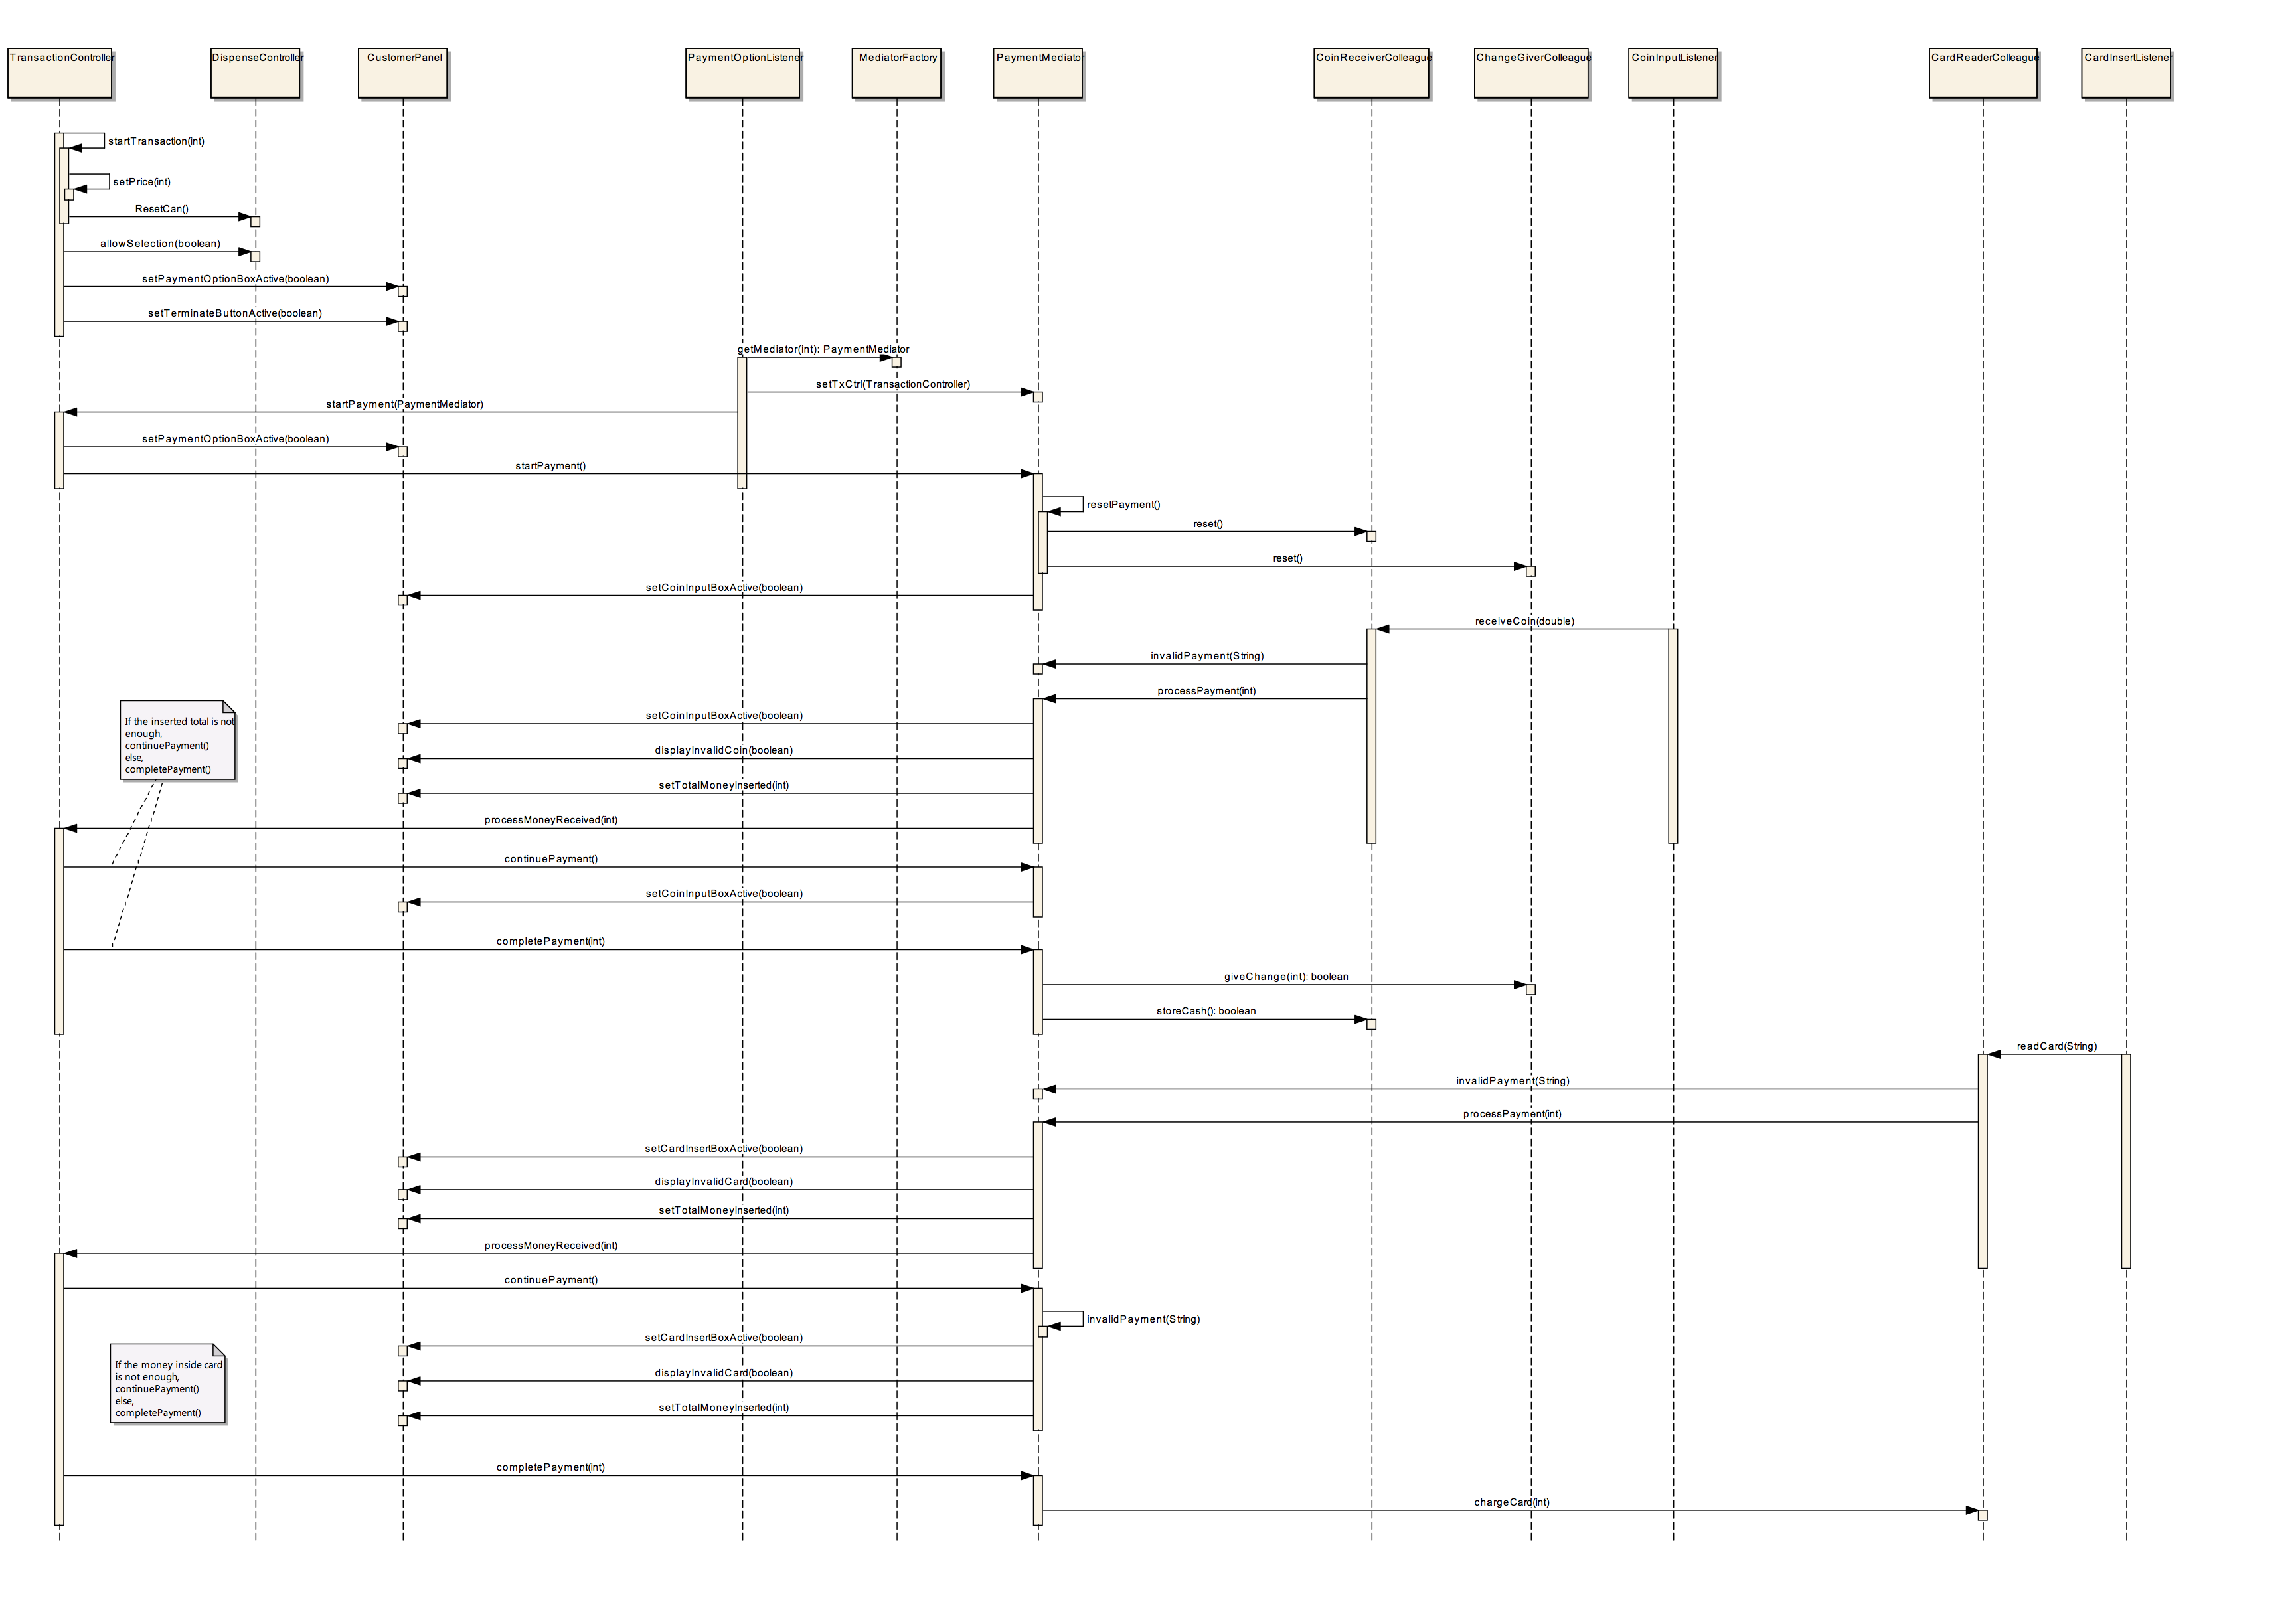 TransactionController
DispenseController
CustomerPanel
PaymentOptionListener
MediatorFactory
PaymentMediator
CoinReceiverColleague
ChangeGiverColleague
CoinInputListener
CardReaderColleague
CardInsertListener
startTransaction(int)
setPrice(int)
ResetCan()
allowSelection(boolean)
setPaymentOptionBoxActive(boolean)
setTerminateButtonActive(boolean)
getMediator(int): PaymentMediator
setTxCtrl(TransactionController)
startPayment(PaymentMediator)
setPaymentOptionBoxActive(boolean)
startPayment()
resetPayment()
reset()
reset()
setCoinInputBoxActive(boolean)
receiveCoin(double)
invalidPayment(String)
processPayment(int)
setCoinInputBoxActive(boolean)
If the inserted total is not
enough,
continuePayment()
else,
completePayment()
displayInvalidCoin(boolean)
setTotalMoneyInserted(int)
processMoneyReceived(int)
continuePayment()
setCoinInputBoxActive(boolean)
completePayment(int)
giveChange(int): boolean
storeCash(): boolean
readCard(String)
invalidPayment(String)
processPayment(int)
setCardInsertBoxActive(boolean)
displayInvalidCard(boolean)
setTotalMoneyInserted(int)
processMoneyReceived(int)
continuePayment()
invalidPayment(String)
setCardInsertBoxActive(boolean)
If the money inside card
is not enough,
continuePayment()
else,
completePayment()
displayInvalidCard(boolean)
setTotalMoneyInserted(int)
completePayment(int)
chargeCard(int)